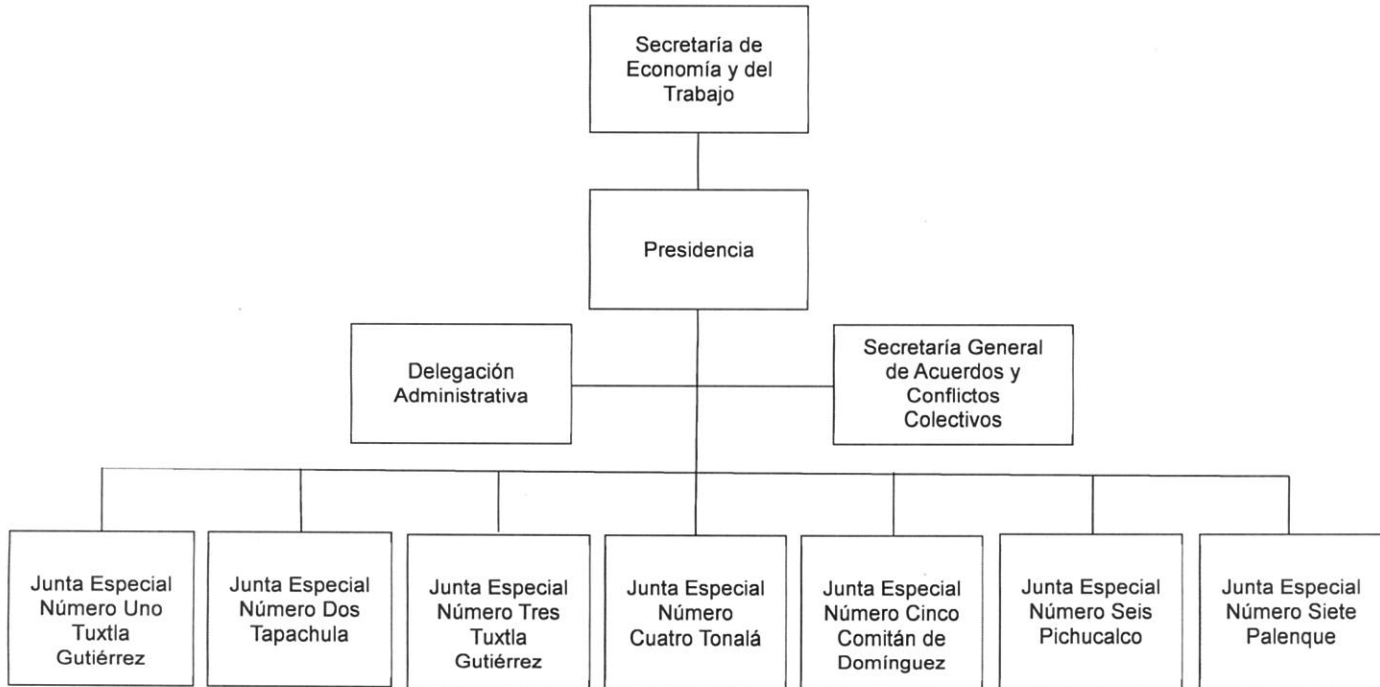 Secretaría de
Economía y del
Trabajo
Presidencia
Delegación
Administrativa
Secretaría General
de Acuerdos y
Conflictos
Colectivos
Junta Especial
Número Uno
Tuxtla
Gutiérrez
Junta Especial
Número Dos
Tapachula
Junta Especial
Número Tres
Tuxtla
Gutiérrez
Junta Especial
Número
Cuatro Tonalá
Junta Especial
Número Cinco
Comitán de
Domínguez
Junta Especial
Número Seis
Pichucalco
Junta Especial
Número Siete
Palenque